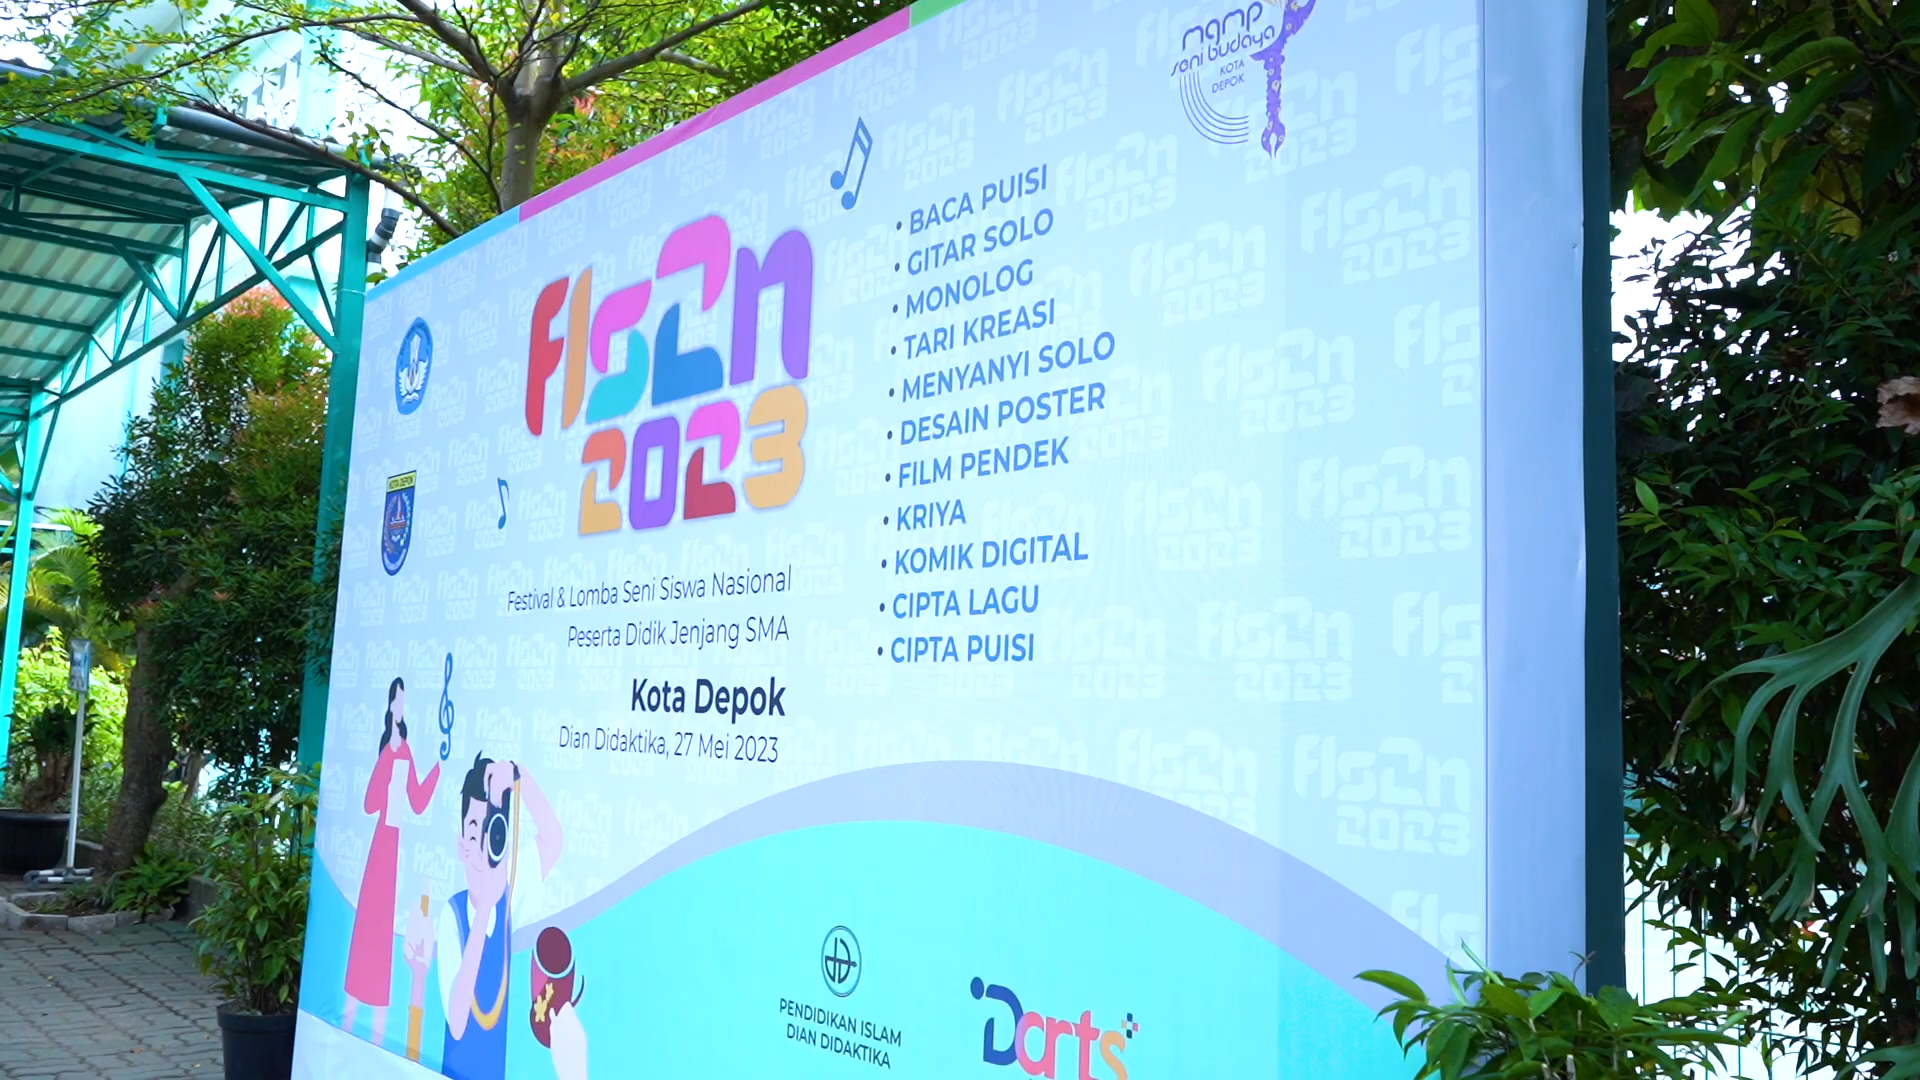 mgmp
seni budaya
KOTA
DEPOK
FLS2N
2023
KOTA DEPOK
Festival & Lomba Seni Siswa Nasional
Peserta Didik Jenjang SMA
Kota Depok
Dian Didaktika, 27 Mei 2023
• BACA PUISI
• GITAR SOLO
• MONOLOG
• TARI KREASI
• MENYANYI SOLO
• DESAIN POSTER
• FILM PENDEK
• KRIYA
• KOMIK DIGITAL
• CIPTA LAGU
• CIPTA PUISI
PENDIDIKAN ISLAM
DIAN DIDAKTIKA
Darts